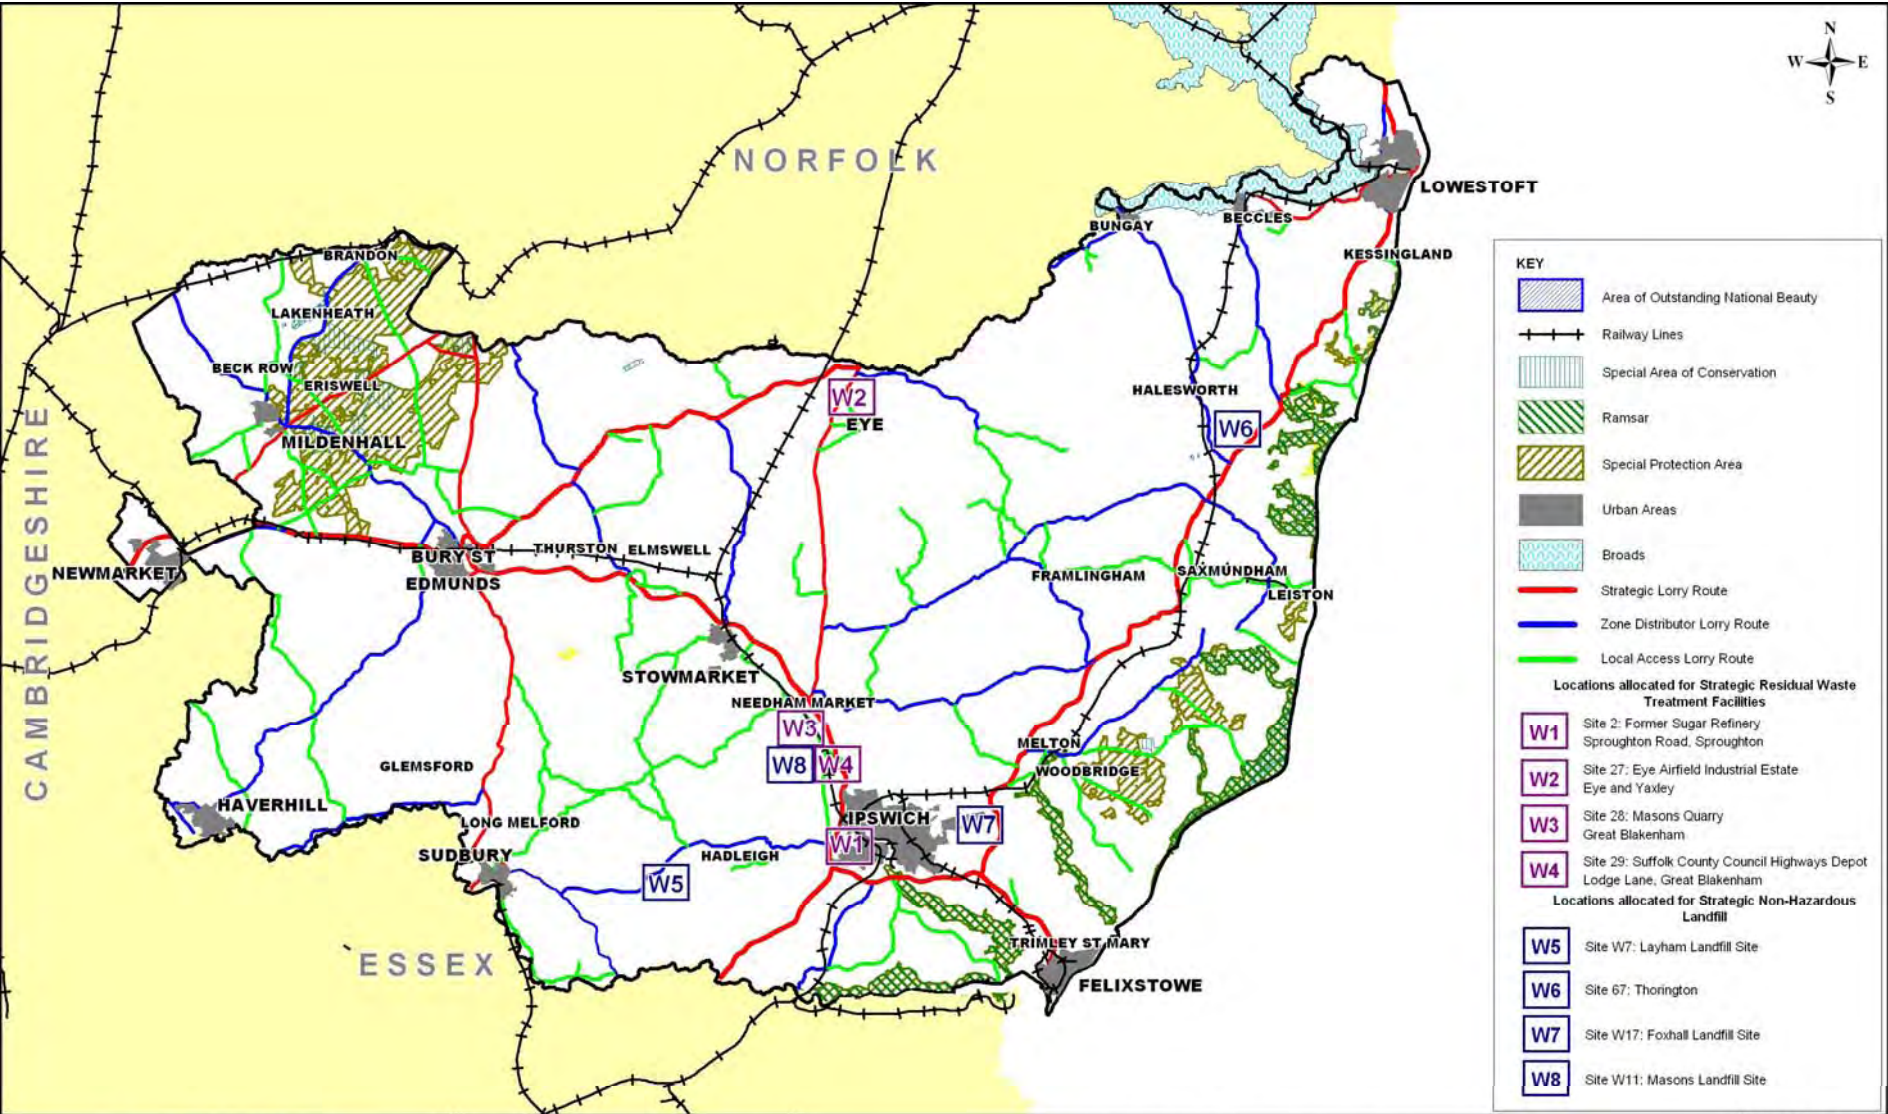 N
W E
S
NORFOLK
LOWESTOFT
BECCLES
BUNGAY
KESSINGLAND
BRANDON
LAKENHEATH
BECK ROW
ERISWELL
MILDENHALL
HALESWORTH
W2
EYE
W6
CAMBRIDGESHIRE
NEWMARKET
BURY ST
EDMUNDS
THURSTON
ELMSWELL
FRAMLINGHAM
SAXMUNDHAM
LEISTON
STOWMARKET
NEEDHAM MARKET
W3
W8
W4
MELTON
WOODBRIDGE
GLEMSFORD
HAVERHILL
LONG MELFORD
IPSWICH
W7
W1
SUDBURY
HADLEIGH
W5
ESSEX
TRIMLEY ST MARY
FELIXSTOWE
KEY
Area of Outstanding National Beauty
Railway Lines
Special Area of Conservation
Ramsar
Special Protection Area
Urban Areas
Broads
Strategic Lorry Route
Zone Distributor Lorry Route
Local Access Lorry Route
Locations allocated for Strategic Residual Waste
Treatment Facilities
W1 Site 2: Former Sugar Refinery
Sproughton Road, Sproughton
W2 Site 27: Eye Airfield Industrial Estate
Eye and Yaxley
W3 Site 28: Masons Quarry
Great Blakenham
W4 Site 29: Suffolk County Council Highways Depot
Lodge Lane, Great Blakenham
Locations allocated for Strategic Non-Hazardous
Landfill
W5 Site W7: Layham Landfill Site
W6 Site 67: Thorington
W7 Site W17: Foxhall Landfill Site
W8 Site W11: Masons Landfill Site